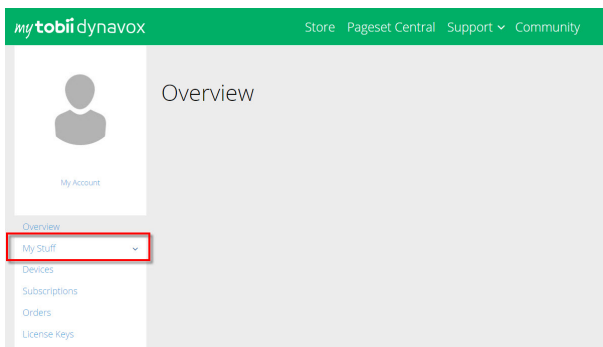 my tobii dynavox
Store Pageset Central Support Community
Overview
My Account
Overview
My Stuff
Devices
Subscriptions
Orders
License Keys